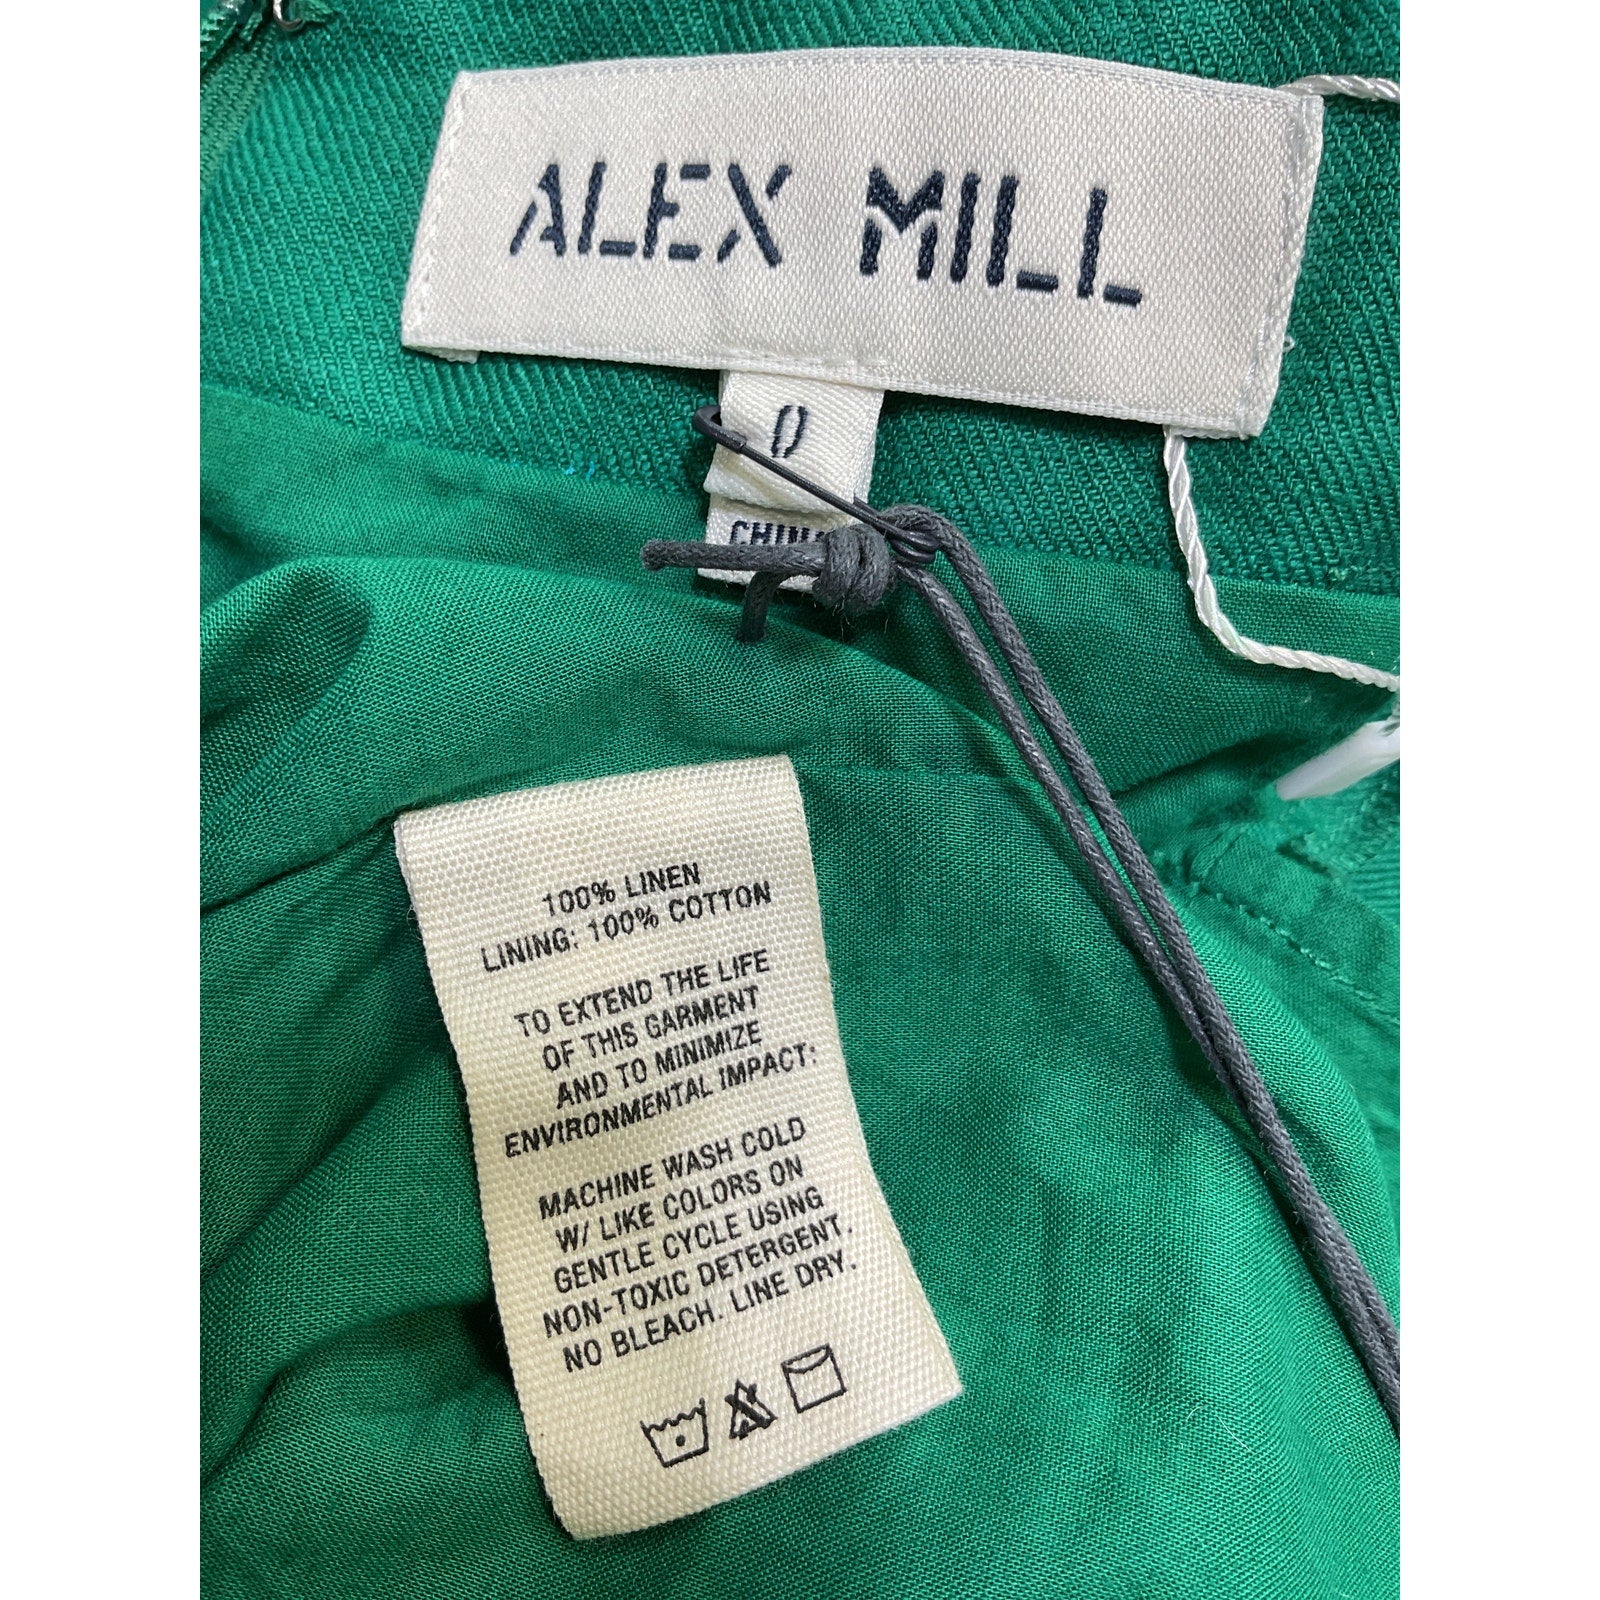 ALEX MILL
0
CHINA
100% LINEN
LINING: 100% COTTON
TO EXTEND THE LIFE
OF THIS GARMENT
AND TO MINIMIZE
ENVIRONMENTAL IMPACT:
MACHINE WASH COLD
W/ LIKE COLORS ON
GENTLE CYCLE USING
NON-TOXIC DETERGENT.
NO BLEACH. LINE DRY.